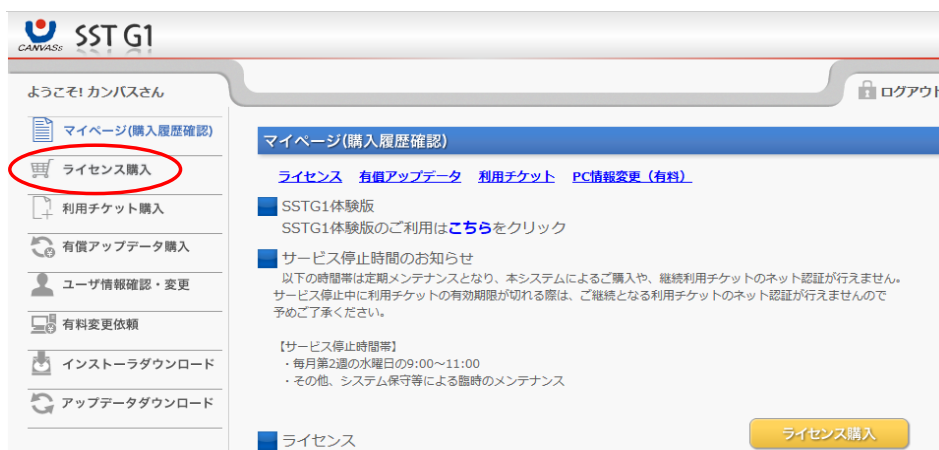 CANVASs SST G1
ようこそ! カンバスさん
ログアウト
マイページ(購入履歴確認)
ライセンス購入
利用チケット購入
有償アップデータ購入
ユーザ情報確認・変更
有料変更依頼
インストーラダウンロード
アップデータダウンロード
マイページ(購入履歴確認)
ライセンス 有償アップデータ 利用チケット PC情報変更（有料）
SSTG1体験版
SSTG1体験版のご利用はこちらをクリック
サービス停止時間のお知らせ
以下の時間帯は定期メンテナンスとなり、本システムによるご購入や、継続利用チケットのネット認証が行えません。
サービス停止中に利用チケットの有効期限が切れる際は、ご継続となる利用チケットのネット認証が行えませんので
予めご了承ください。
【サービス停止時間帯】
・毎月第2週の水曜日の9:00～11:00
・その他、システム保守等による臨時のメンテナンス
ライセンス
ライセンス購入